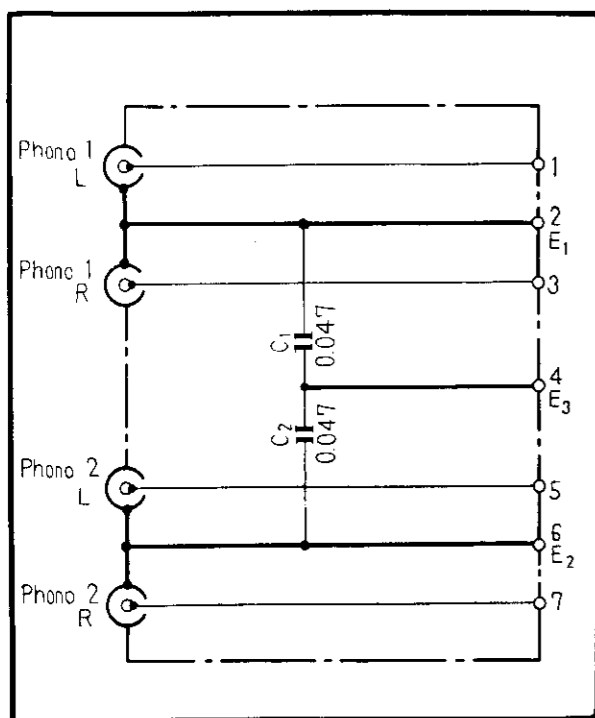 Phono 1
L
1
2
E₁
Phono 1
R
3
C₁
0.047
4
E₃
C₂
0.047
Phono 2
L
5
6
E₂
Phono 2
R
7